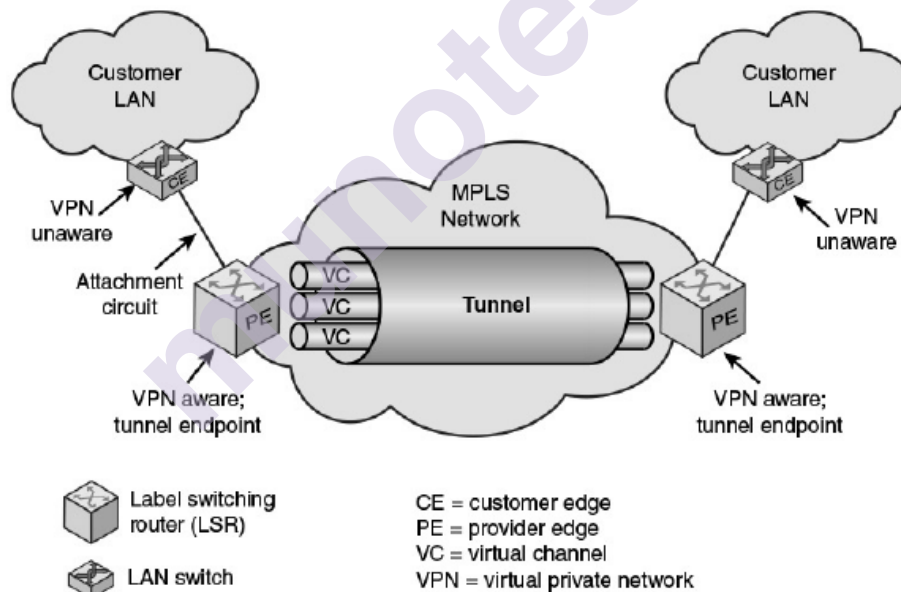 Customer
LAN
Customer
LAN
CE
CE
VPN
unaware
MPLS
Network
VPN
unaware
Attachment
circuit
VC
VC
VC
Tunnel
PE
PE
VPN aware;
tunnel endpoint
VPN aware;
tunnel endpoint
Label switching
router (LSR)
LAN switch
CE = customer edge
PE = provider edge
VC = virtual channel
VPN = virtual private network
munotes